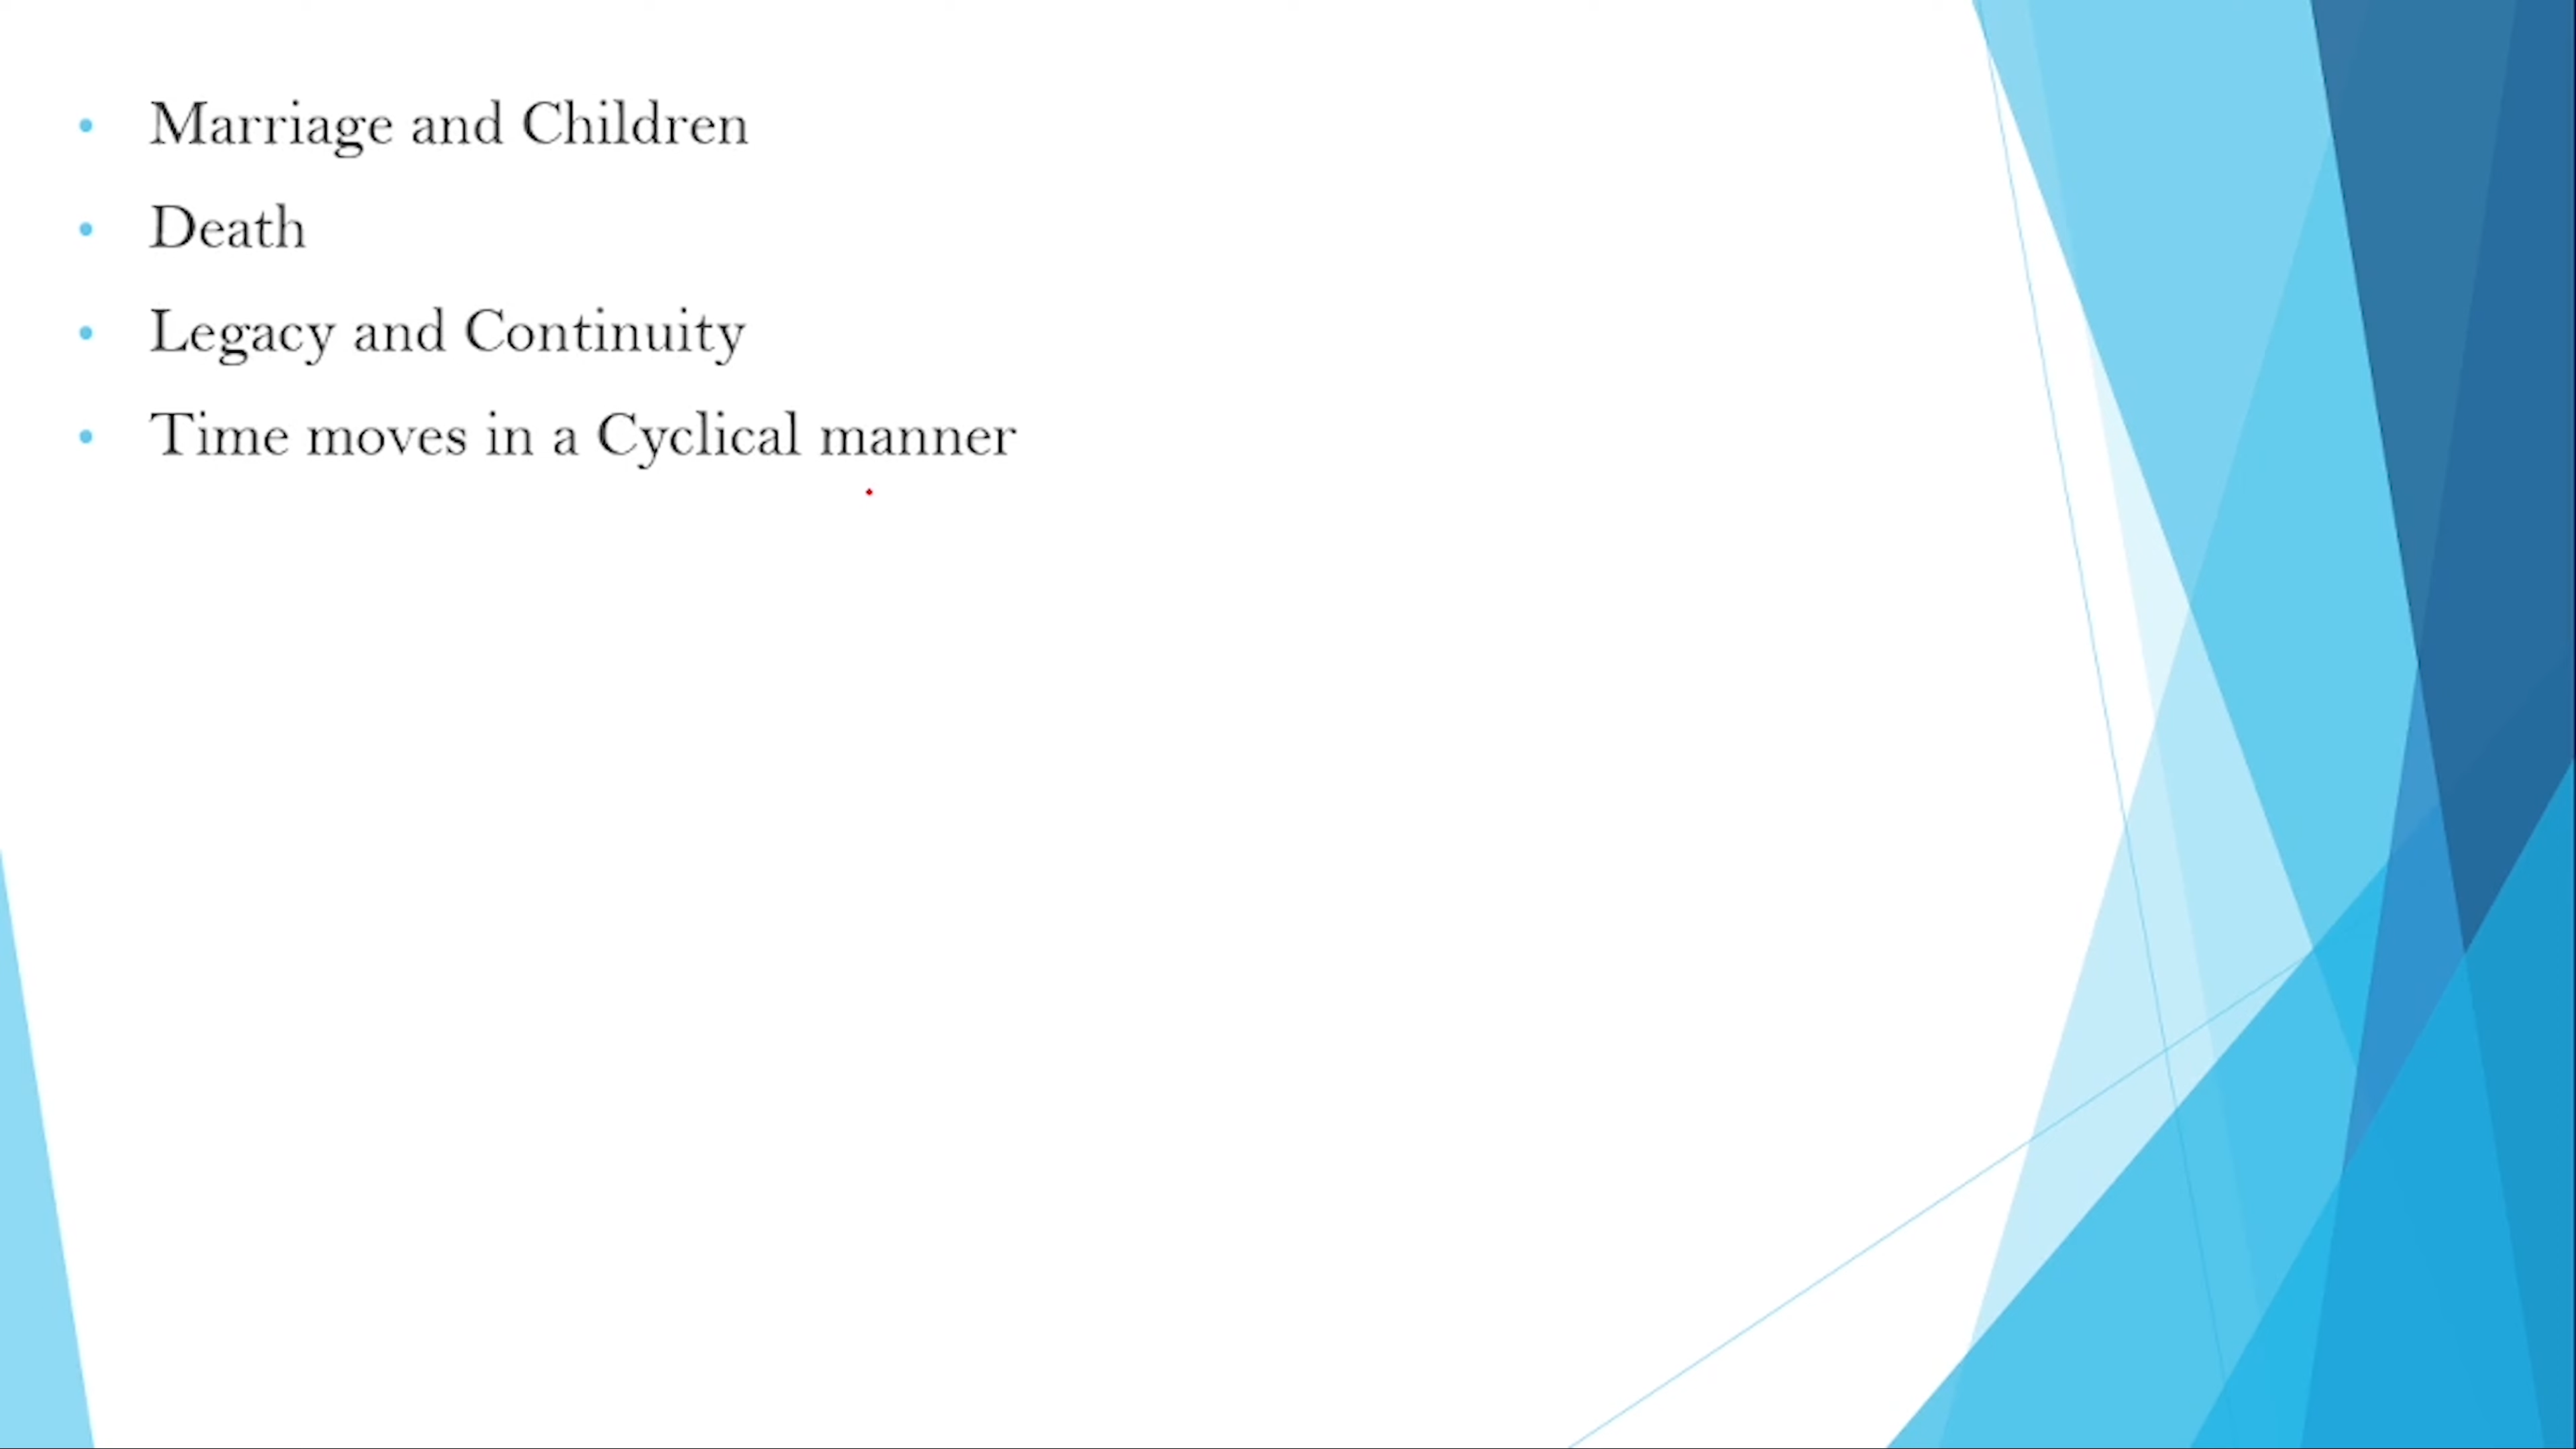 • Marriage and Children
• Death
• Legacy and Continuity
• Time moves in a Cyclical manner